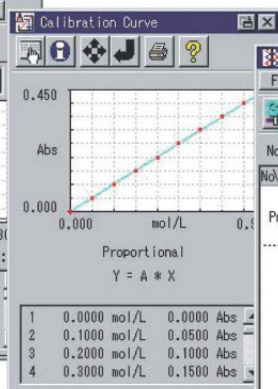 Calibration Curve
0.450
Abs
0.000
0.000 mol/L 0.9
Proportional
Y = A * X
1 0.0000 mol/L 0.0000 Abs
2 0.1000 mol/L 0.0500 Abs
3 0.2000 mol/L 0.1000 Abs
4 0.3000 mol/L 0.1500 Abs